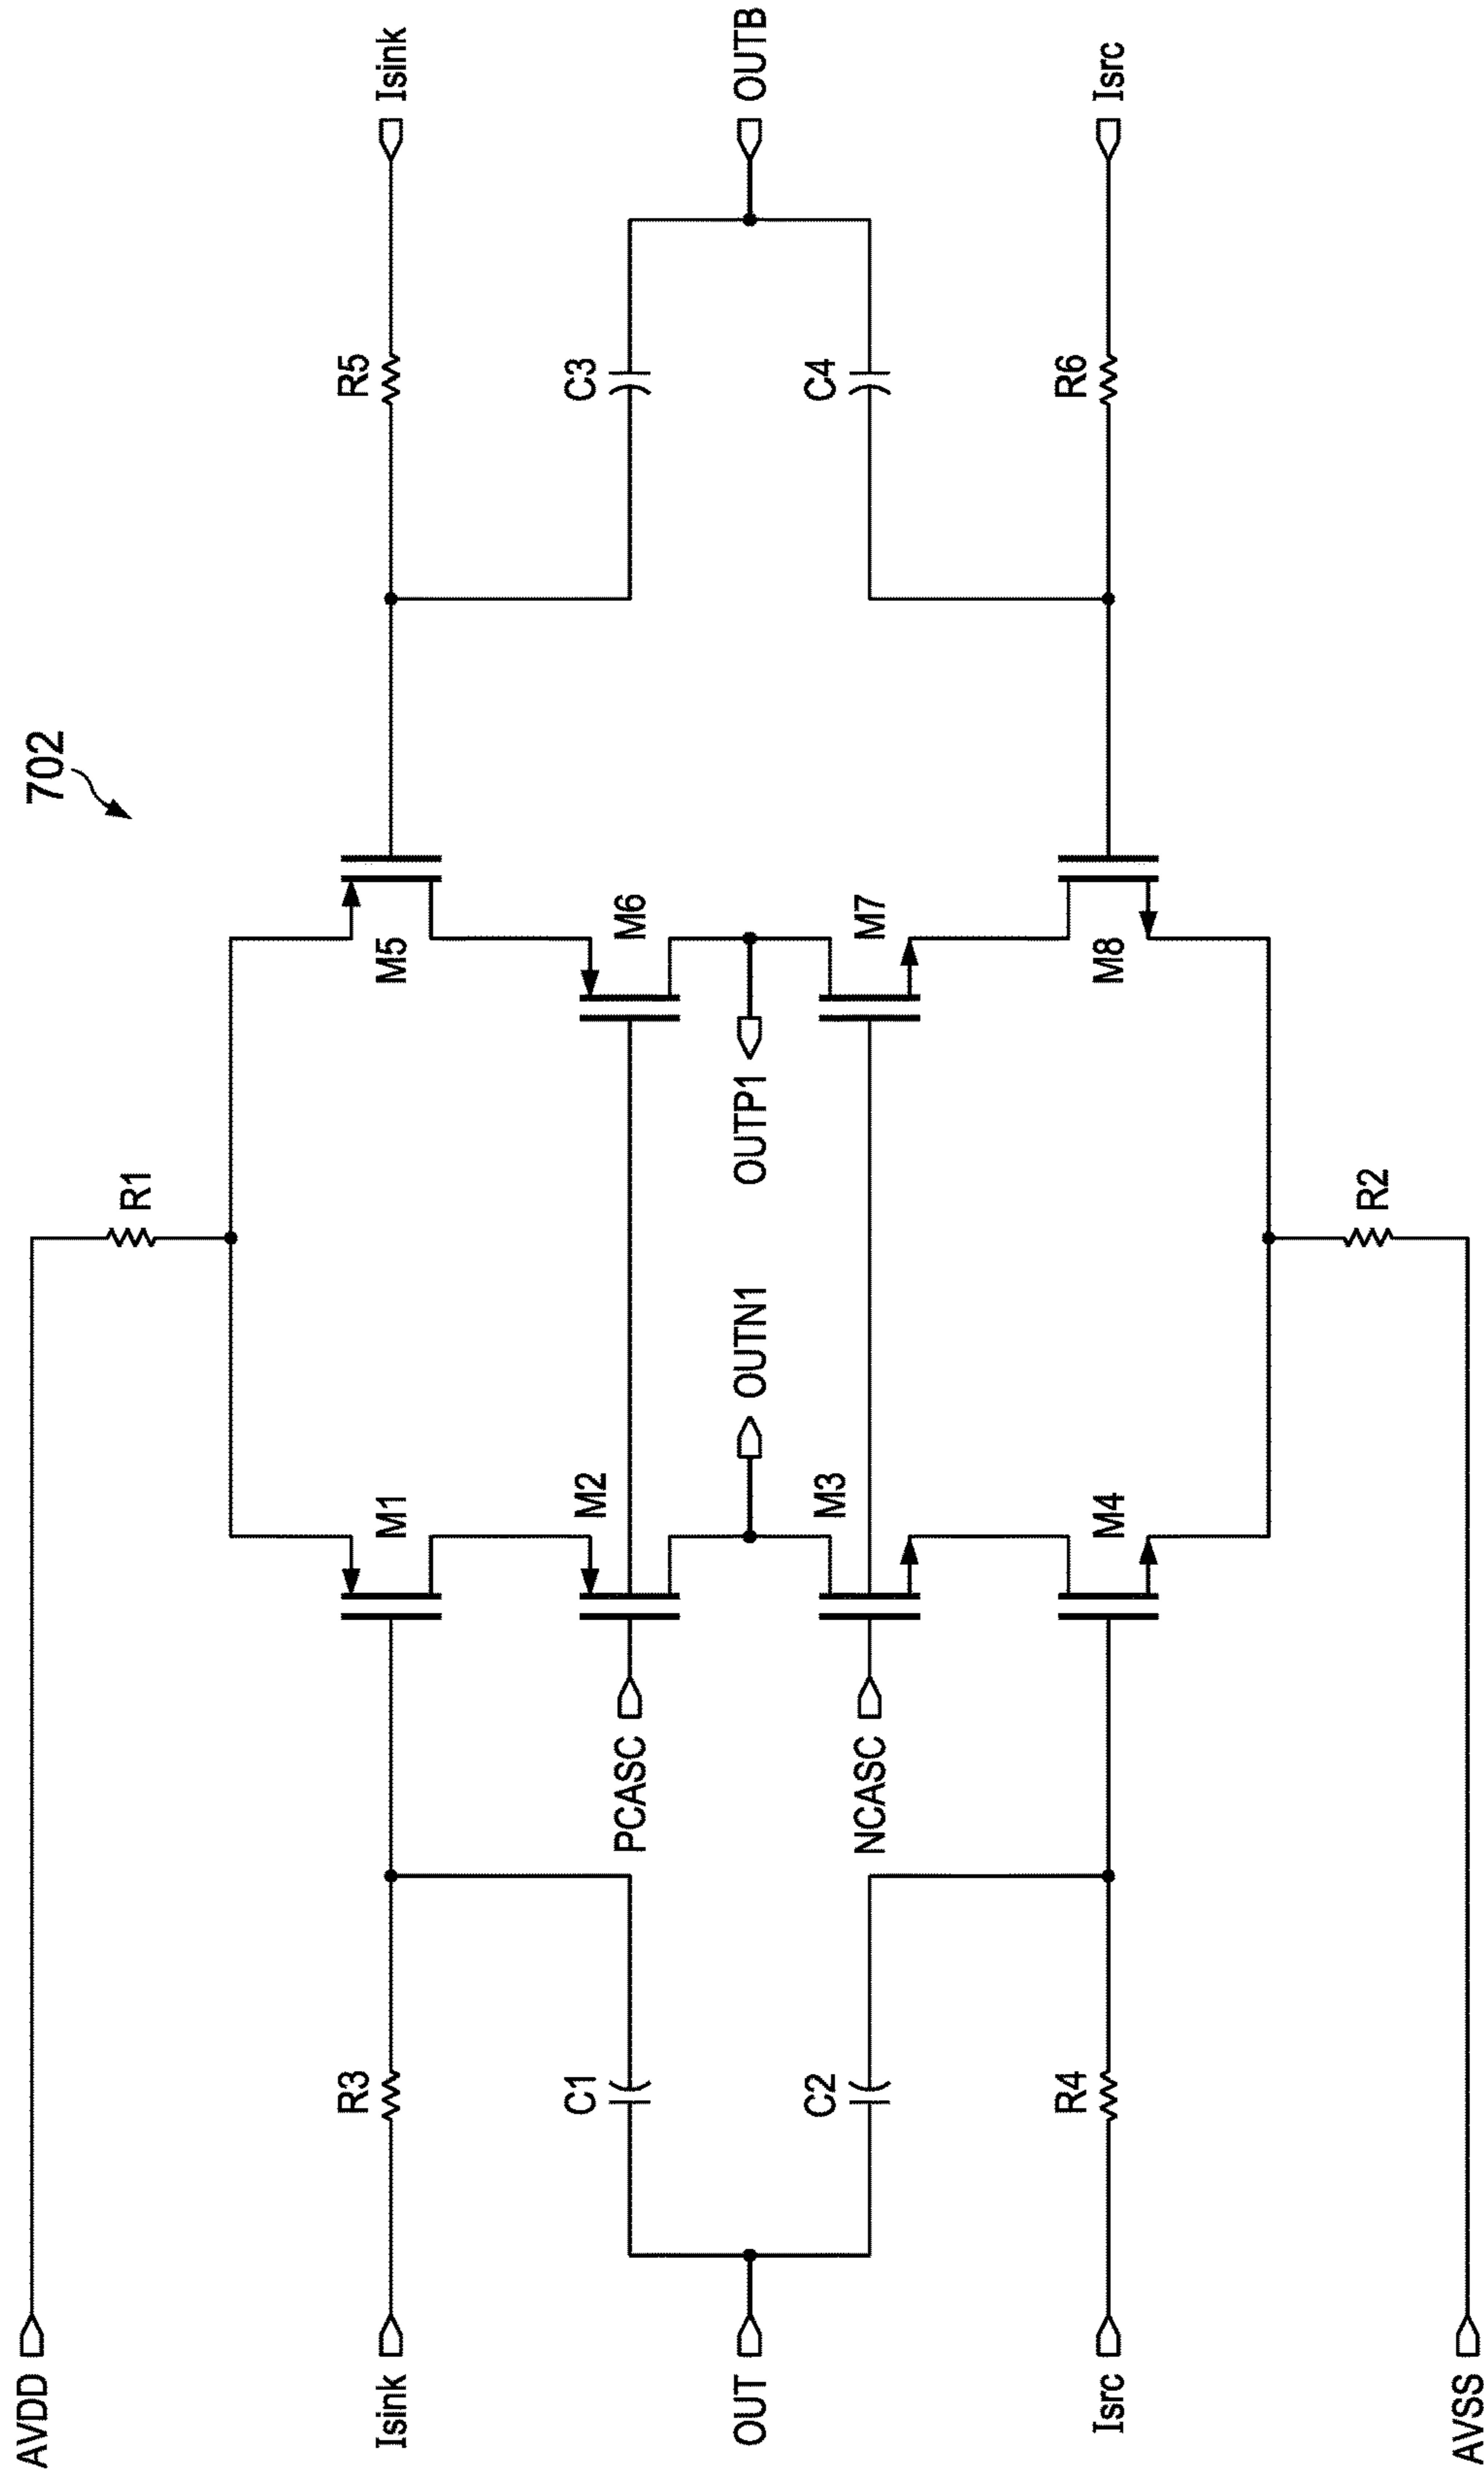 702
AVDD
R1
Isink
R3
M1
M5
R5
Isink
C1
PCASC
M2
M6
C3
OUT
OUTN1
OUTP1
OUTB
C2
NCASC
M3
M7
C4
Isrc
R4
M4
M8
R6
Isrc
R2
AVSS